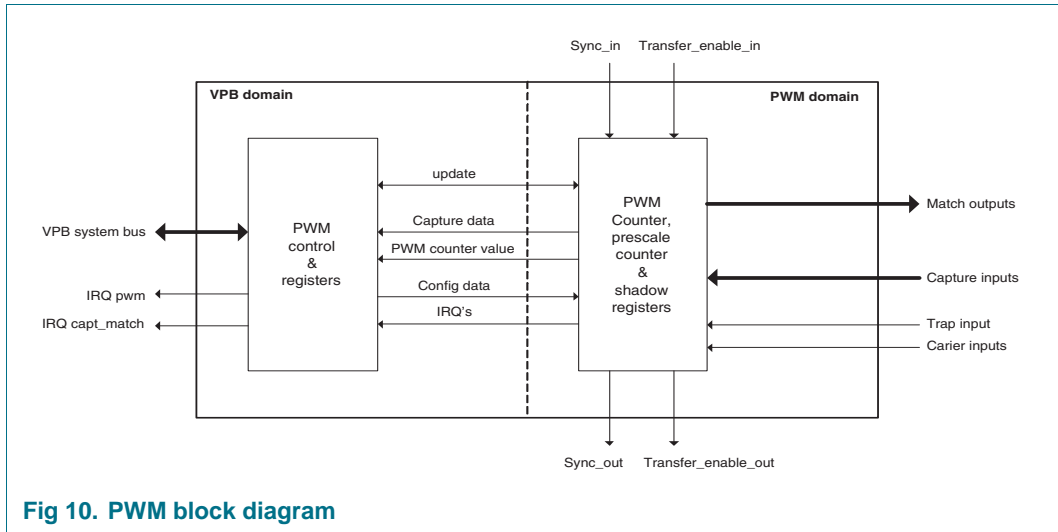 Sync_in Transfer_enable_in
VPB domain PWM domain
update
PWM
control
&
registers
Capture data
PWM counter value
Config data
IRQ's
PWM
Counter,
prescale
counter
&
shadow
registers
VPB system bus
IRQ pwm
IRQ capt_match
Match outputs
Capture inputs
Trap input
Carier inputs
Sync_out Transfer_enable_out
Fig 10. PWM block diagram